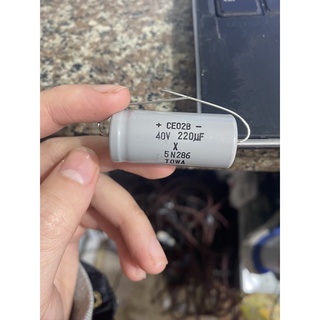 + CE02B -
40V 220µF
X
5N286
TOWA